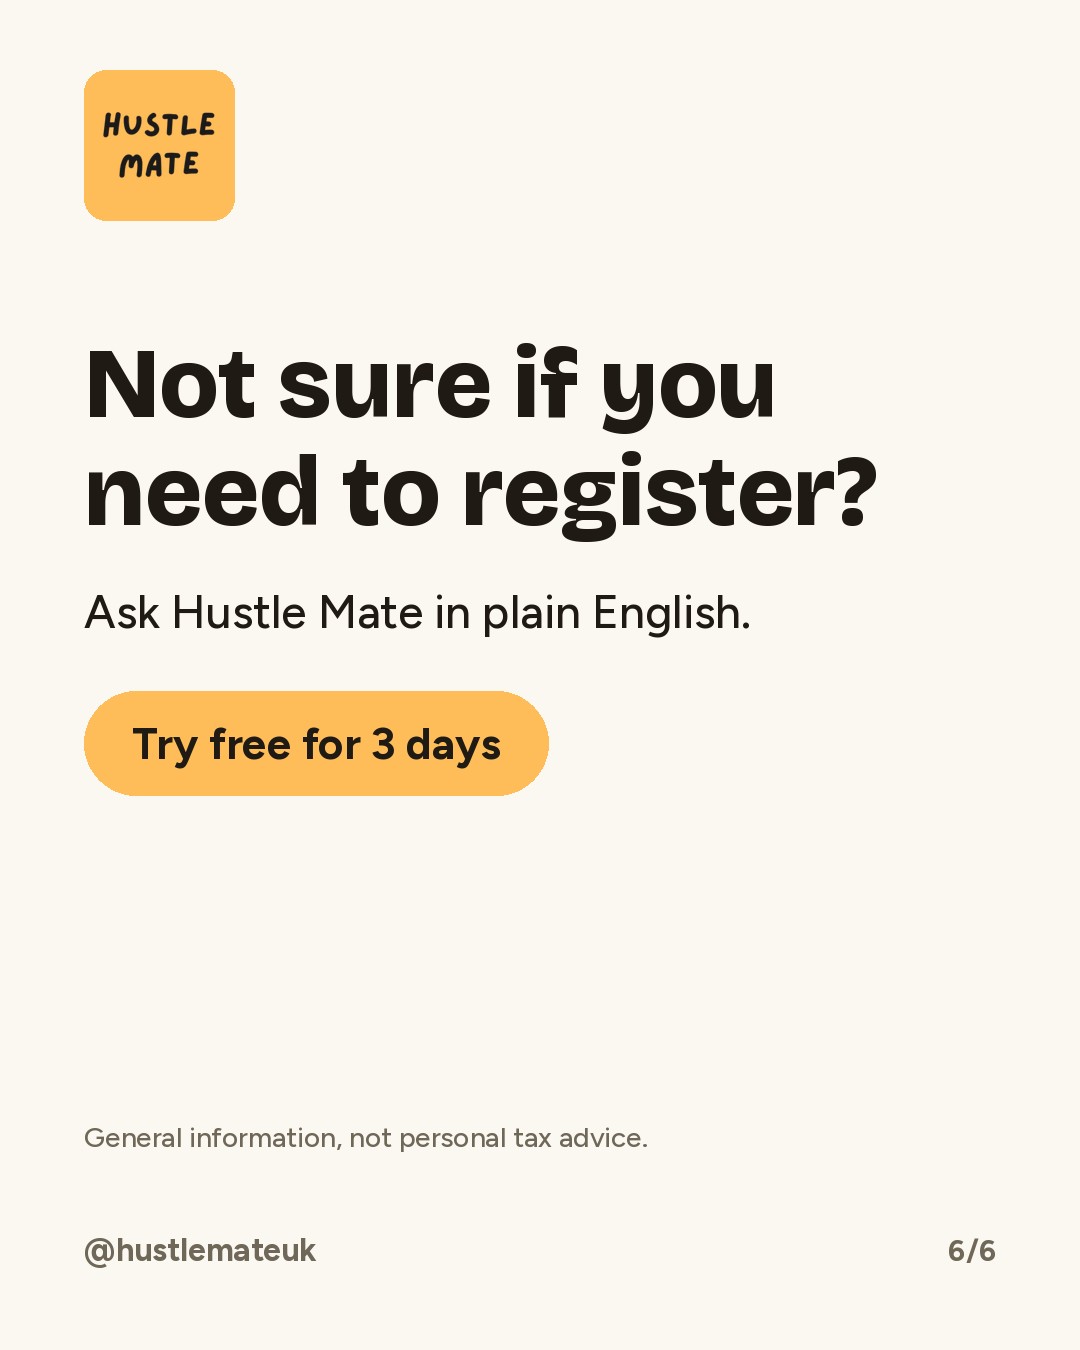 HUSTLE
MATE
Not sure if you
need to register?
Ask Hustle Mate in plain English.
Try free for 3 days
General information, not personal tax advice.
@hustlemateuk
6/6